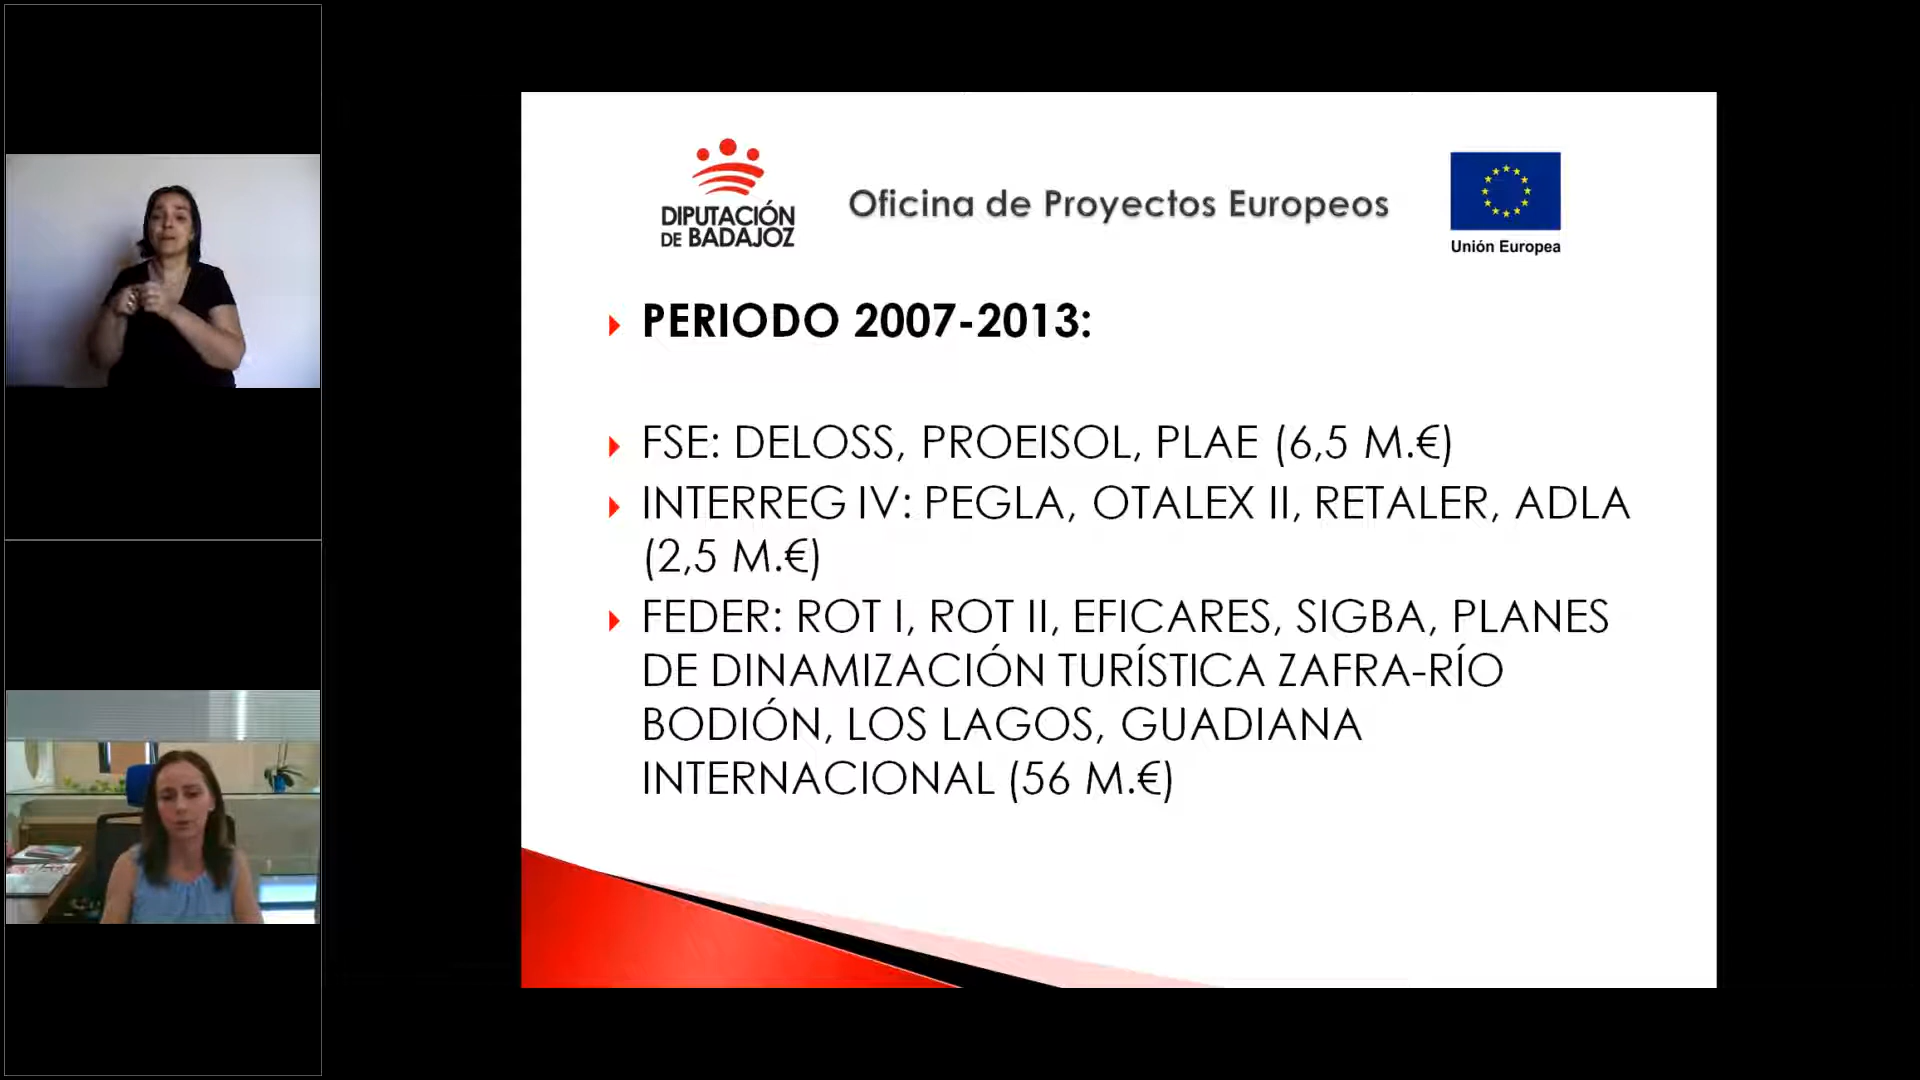 DIPUTACIÓN
DE BADAJOZ
Oficina de Proyectos Europeos
Unión Europea
PERIODO 2007-2013:
FSE: DELOSS, PROEISOL, PLAE (6,5 M.€)
INTERREG IV: PEGLA, OTALEX II, RETALER, ADLA
(2,5 M.€)
FEDER: ROT I, ROT II, EFICARES, SIGBA, PLANES
DE DINAMIZACIÓN TURÍSTICA ZAFRA-RÍO
BODIÓN, LOS LAGOS, GUADIANA
INTERNACIONAL (56 M.€)